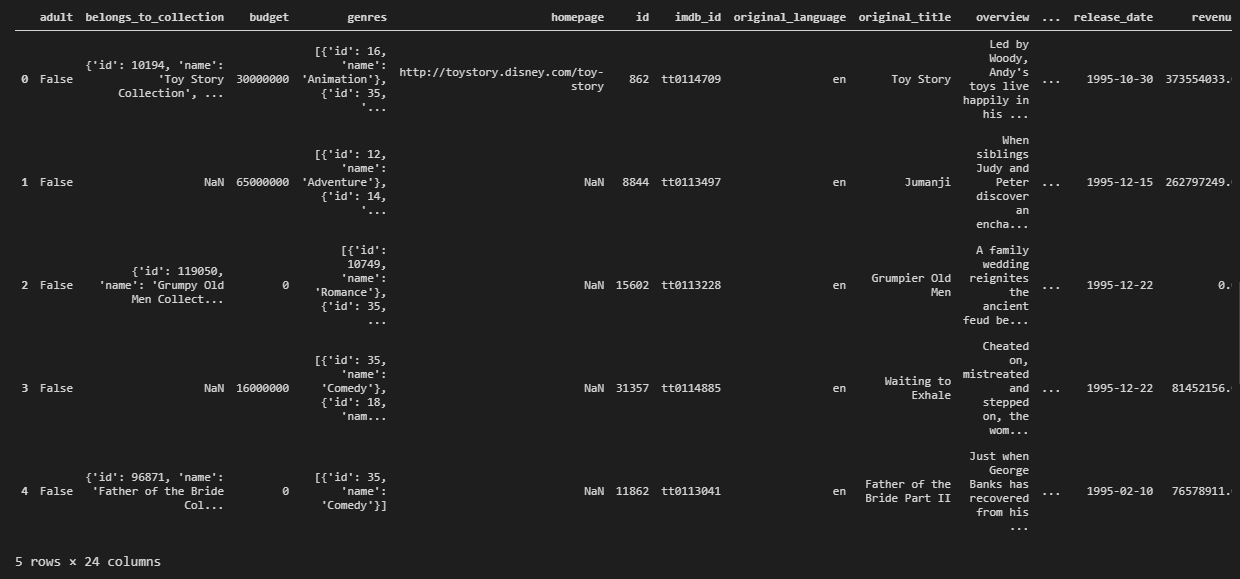 adult belongs_to_collection budget genres homepage id imdb_id original_language original_title overview ... release_date revenu
0 False {'id': 10194, 'name': 'Toy Story Collection', ... 30000000 [{'id': 16, 'name': 'Animation'}, {'id': 35, '... http://toystory.disney.com/toy-story 862 tt0114709 en Toy Story Led by Woody, Andy's toys live happily in his ... ... 1995-10-30 373554033.
1 False NaN 65000000 [{'id': 12, 'name': 'Adventure'}, {'id': 14, '... NaN 8844 tt0113497 en Jumanji When siblings Judy and Peter discover an encha... ... 1995-12-15 262797249.
2 False {'id': 119050, 'name': 'Grumpy Old Men Collect... 0 [{'id': 10749, 'name': 'Romance'}, {'id': 35, ... NaN 15602 tt0113228 en Grumpier Old Men A family wedding reignites the ancient feud be... ... 1995-12-22 0.
3 False NaN 16000000 [{'id': 35, 'name': 'Comedy'}, {'id': 18, 'nam... NaN 31357 tt0114885 en Waiting to Exhale Cheated on, mistreated and stepped on, the wom... ... 1995-12-22 81452156.
4 False {'id': 96871, 'name': 'Father of the Bride Col... 0 [{'id': 35, 'name': 'Comedy'}] NaN 11862 tt0113041 en Father of the Bride Part II Just when George Banks has recovered from his ... ... 1995-02-10 76578911.
5 rows × 24 columns